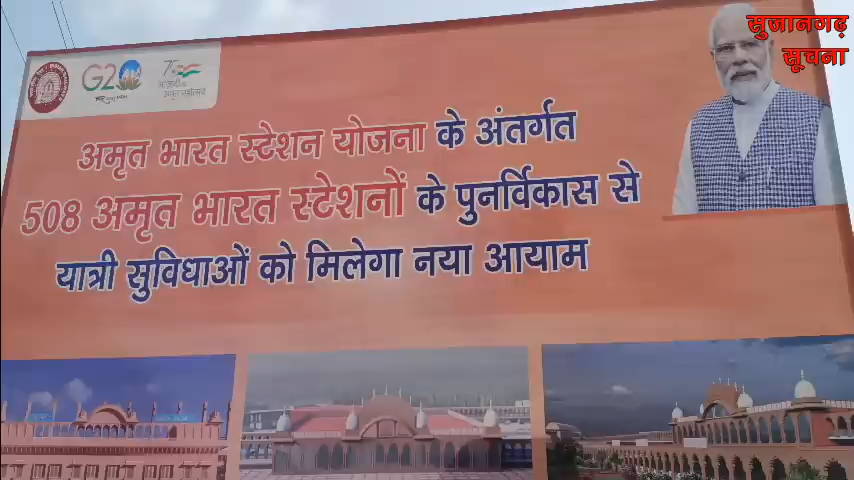 सुजानगढ़
सूचना
G20
अमृत भारत स्टेशन योजना के अंतर्गत
508 अमृत भारत स्टेशनों के पुनर्विकास से
यात्री सुविधाओं को मिलेगा नया आयाम